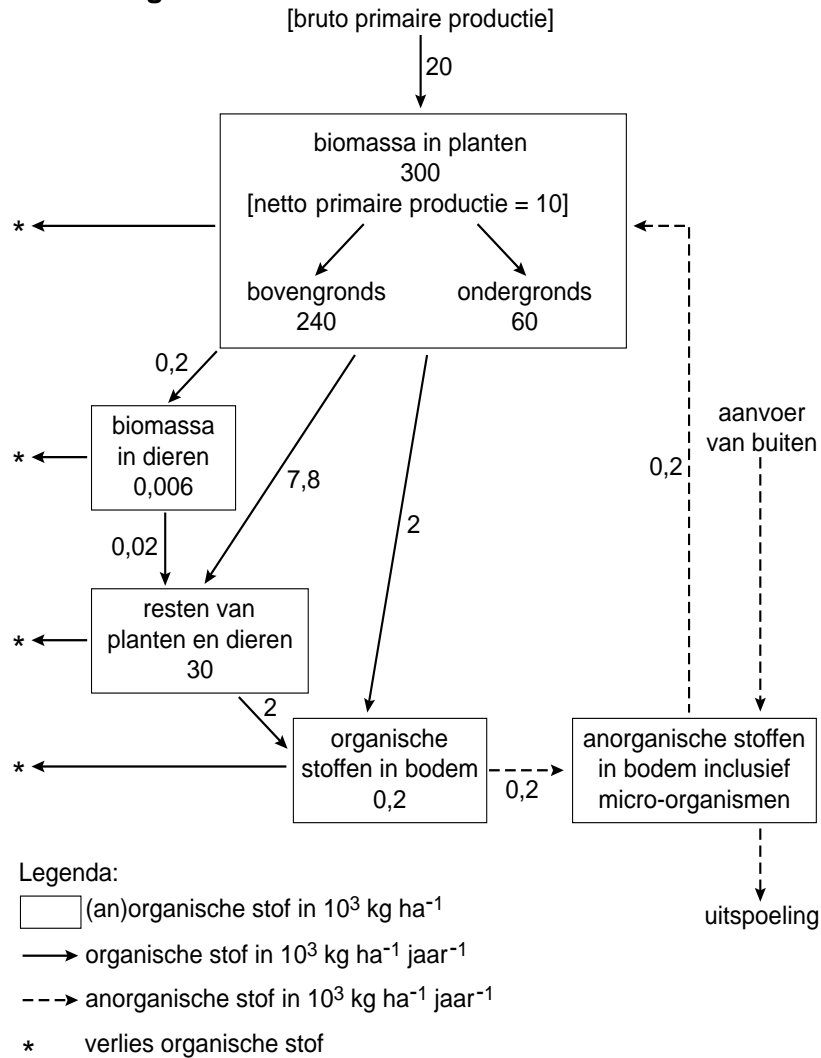 [bruto primaire productie]
20
biomassa in planten
300
[netto primaire productie = 10]
*
bovengronds
240
ondergronds
60
0,2
biomassa
in dieren
0,006
*
7,8
2
0,2
aanvoer
van buiten
0,02
resten van
planten en dieren
30
*
2
organische
stoffen in bodem
0,2
*
0,2
anorganische stoffen
in bodem inclusief
micro-organismen
uitspoeling
Legenda:
(an)organische stof in 10³ kg ha⁻¹
organische stof in 10³ kg ha⁻¹ jaar⁻¹
anorganische stof in 10³ kg ha⁻¹ jaar⁻¹
* verlies organische stof